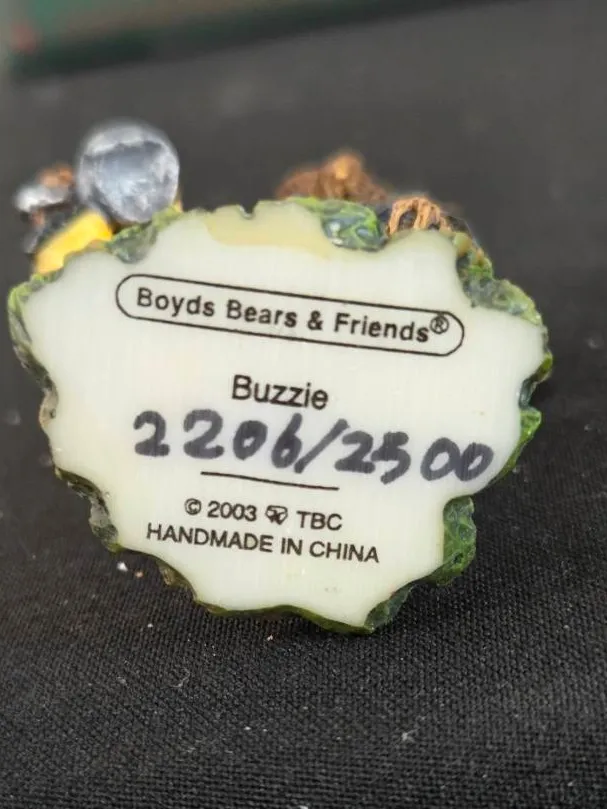 Boyds Bears & Friends®
Buzzie
2206/2500
© 2003 TBC
HANDMADE IN CHINA